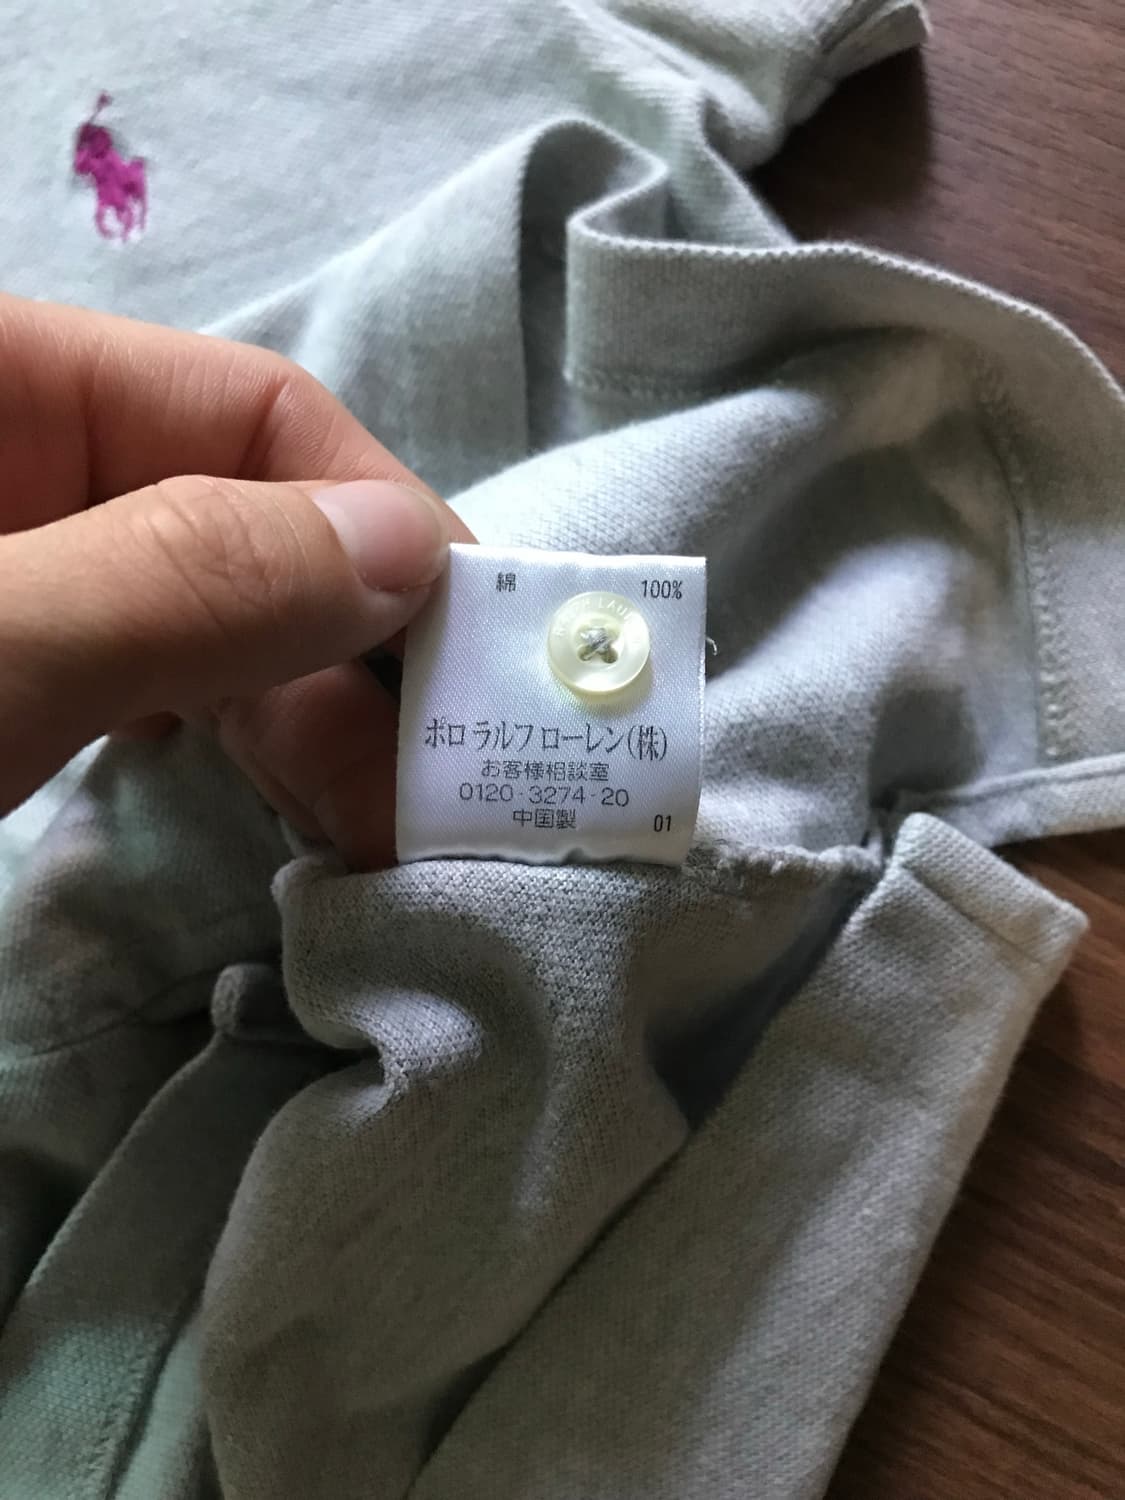 綿 100%
ポロ ラルフ ローレン(株)
お客様相談室
0120-3274-20
中国製 01